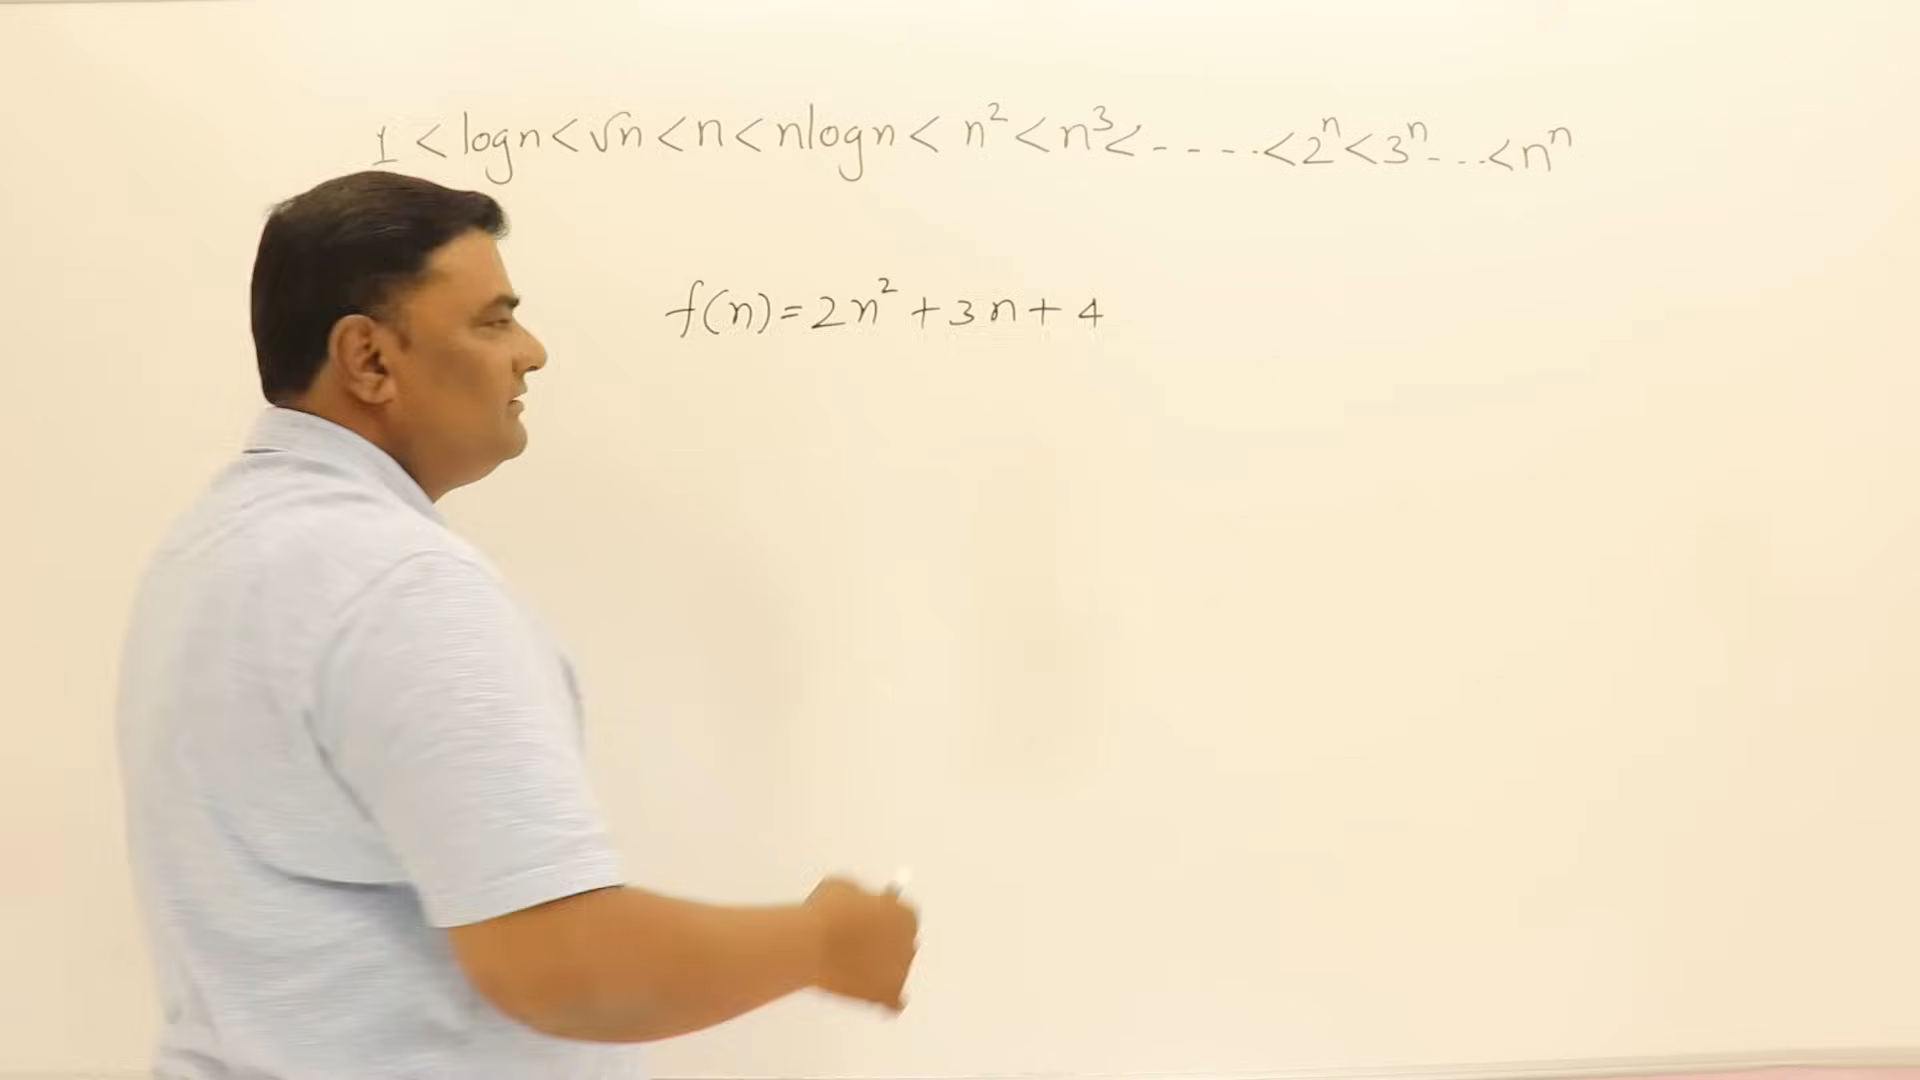 1 < logn < √n < n < nlogn < n² < n³ < - - - - < 2ⁿ < 3ⁿ - - - < nⁿ
f(n) = 2n² + 3n + 4